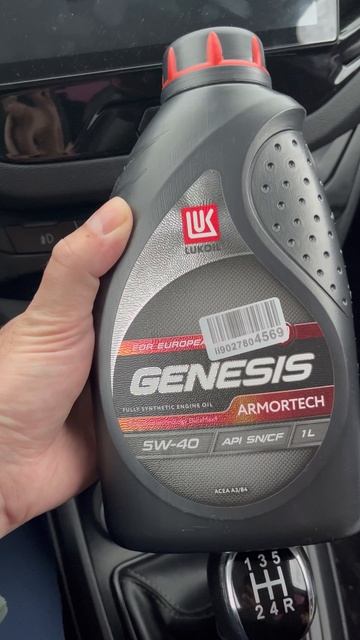 LUK
LUKOIL
FOR EUROPEAN
II9027804569
GENESIS
FULLY SYNTHETIC ENGINE OIL
ARMORTECH
5W-40
API SN/CF
1L
ACEA A3/B4
1 3 5
2 4 R